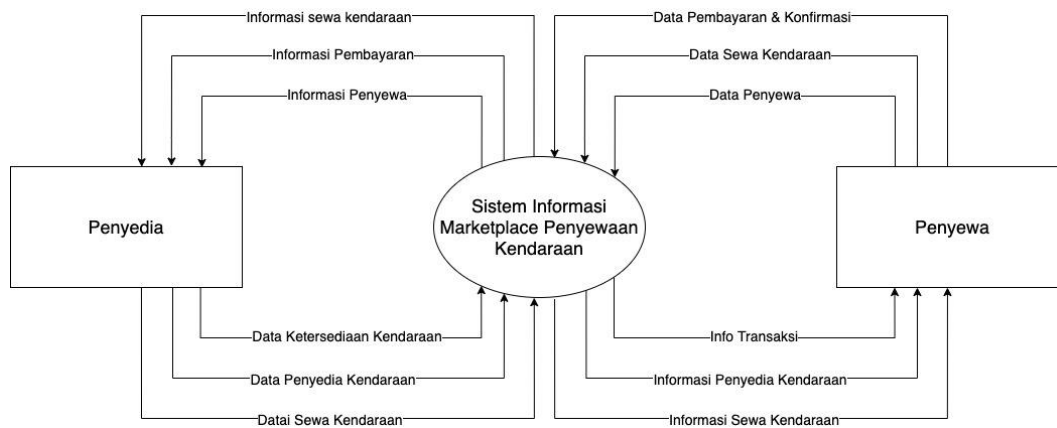 Informasi sewa kendaraan
Data Pembayaran & Konfirmasi
Informasi Pembayaran
Data Sewa Kendaraan
Informasi Penyewa
Data Penyewa
Penyedia
Sistem Informasi
Marketplace Penyewaan
Kendaraan
Penyewa
Data Ketersediaan Kendaraan
Info Transaksi
Data Penyedia Kendaraan
Informasi Penyedia Kendaraan
Datai Sewa Kendaraan
Informasi Sewa Kendaraan